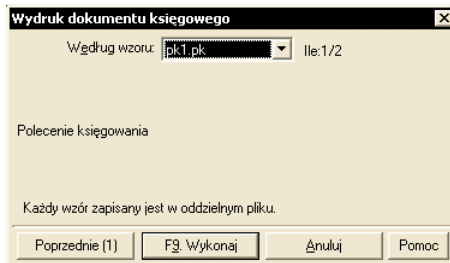 Wydruk dokumentu księgowego
Według wzoru: pk1.pk Ile:1/2
Polecenie księgowania
Każdy wzór zapisany jest w oddzielnym pliku.
Poprzednie (1) F9. Wykonaj Anuluj Pomoc